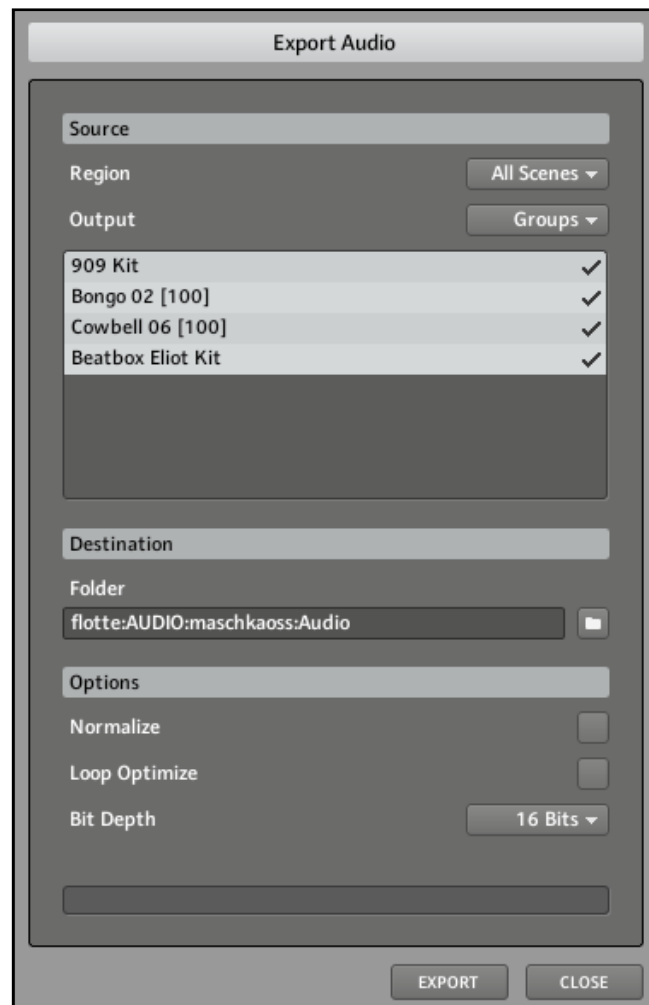 Export Audio
Source
Region All Scenes
Output Groups
909 Kit
Bongo 02 [100]
Cowbell 06 [100]
Beatbox Eliot Kit
Destination
Folder
flotte:AUDIO:maschkaoss:Audio
Options
Normalize
Loop Optimize
Bit Depth 16 Bits
EXPORT CLOSE